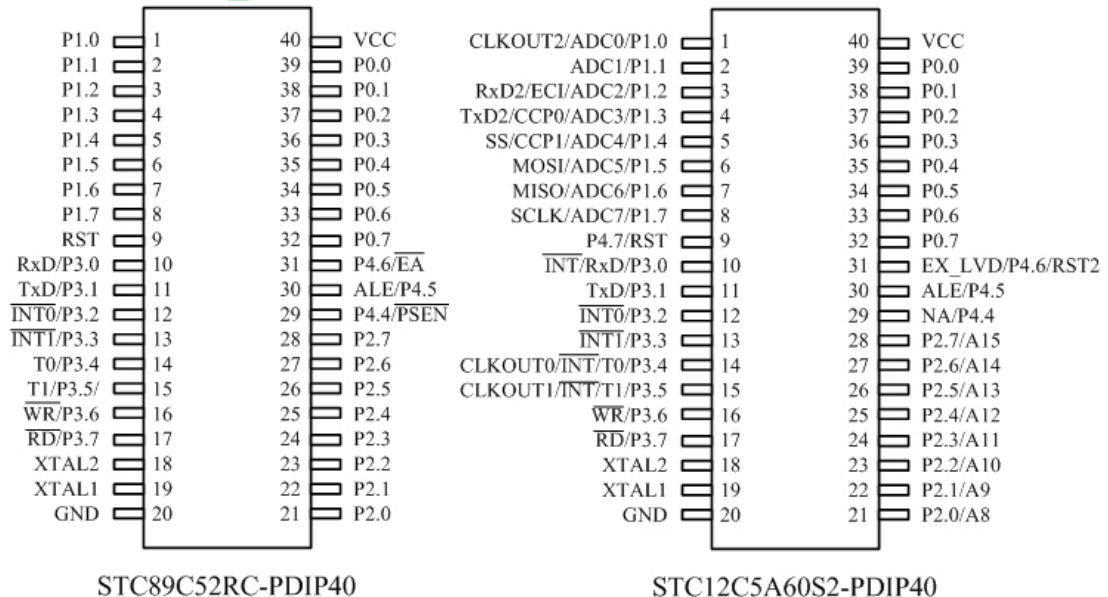 P1.0 1 40 VCC
P1.1 2 39 P0.0
P1.2 3 38 P0.1
P1.3 4 37 P0.2
P1.4 5 36 P0.3
P1.5 6 35 P0.4
P1.6 7 34 P0.5
P1.7 8 33 P0.6
RST 9 32 P0.7
RxD/P3.0 10 31 P4.6/EA
TxD/P3.1 11 30 ALE/P4.5
INT0/P3.2 12 29 P4.4/PSEN
INT1/P3.3 13 28 P2.7
T0/P3.4 14 27 P2.6
T1/P3.5/ 15 26 P2.5
WR/P3.6 16 25 P2.4
RD/P3.7 17 24 P2.3
XTAL2 18 23 P2.2
XTAL1 19 22 P2.1
GND 20 21 P2.0
STC89C52RC-PDIP40
CLKOUT2/ADC0/P1.0 1 40 VCC
ADC1/P1.1 2 39 P0.0
RxD2/ECI/ADC2/P1.2 3 38 P0.1
TxD2/CCP0/ADC3/P1.3 4 37 P0.2
SS/CCP1/ADC4/P1.4 5 36 P0.3
MOSI/ADC5/P1.5 6 35 P0.4
MISO/ADC6/P1.6 7 34 P0.5
SCLK/ADC7/P1.7 8 33 P0.6
P4.7/RST 9 32 P0.7
INT/RxD/P3.0 10 31 EX_LVD/P4.6/RST2
TxD/P3.1 11 30 ALE/P4.5
INT0/P3.2 12 29 NA/P4.4
INT1/P3.3 13 28 P2.7/A15
CLKOUT0/INT/T0/P3.4 14 27 P2.6/A14
CLKOUT1/INT/T1/P3.5 15 26 P2.5/A13
WR/P3.6 16 25 P2.4/A12
RD/P3.7 17 24 P2.3/A11
XTAL2 18 23 P2.2/A10
XTAL1 19 22 P2.1/A9
GND 20 21 P2.0/A8
STC12C5A60S2-PDIP40